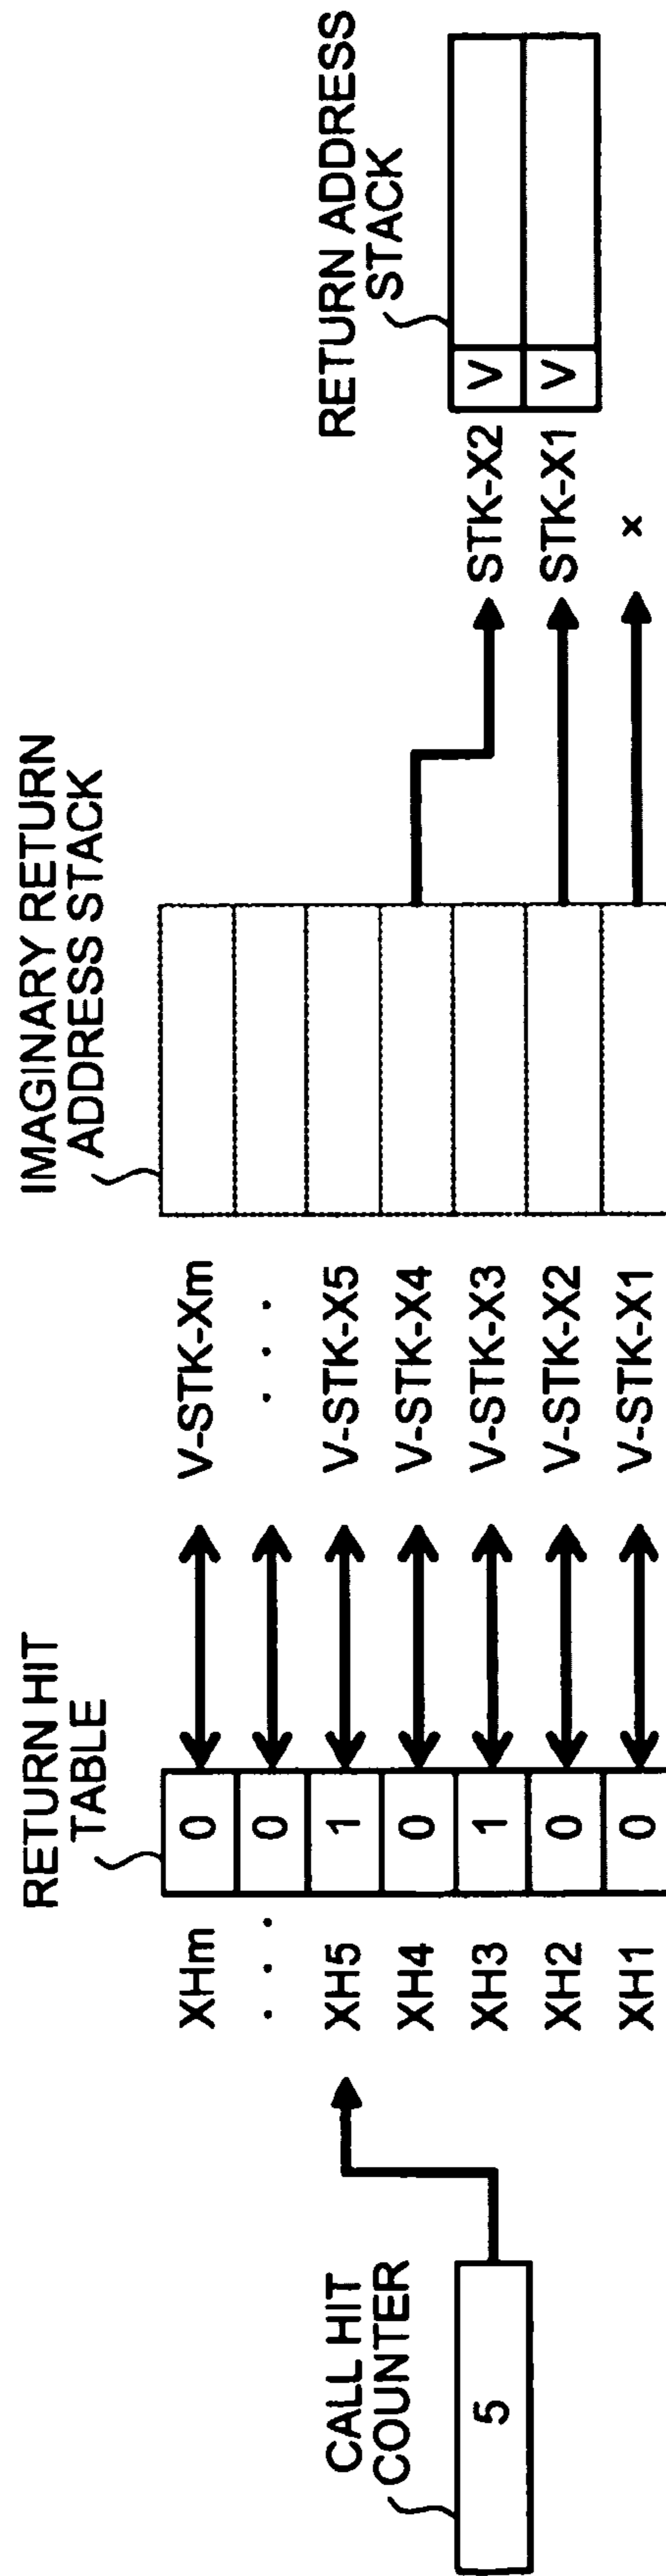 CALL HIT
COUNTER
5
RETURN HIT
TABLE
XHm 0
. . . 0
XH5 1
XH4 0
XH3 1
XH2 0
XH1 0
IMAGINARY RETURN
ADDRESS STACK
V-STK-Xm
. . .
V-STK-X5
V-STK-X4
V-STK-X3
V-STK-X2
V-STK-X1
RETURN ADDRESS
STACK
STK-X2 V
STK-X1 V
x